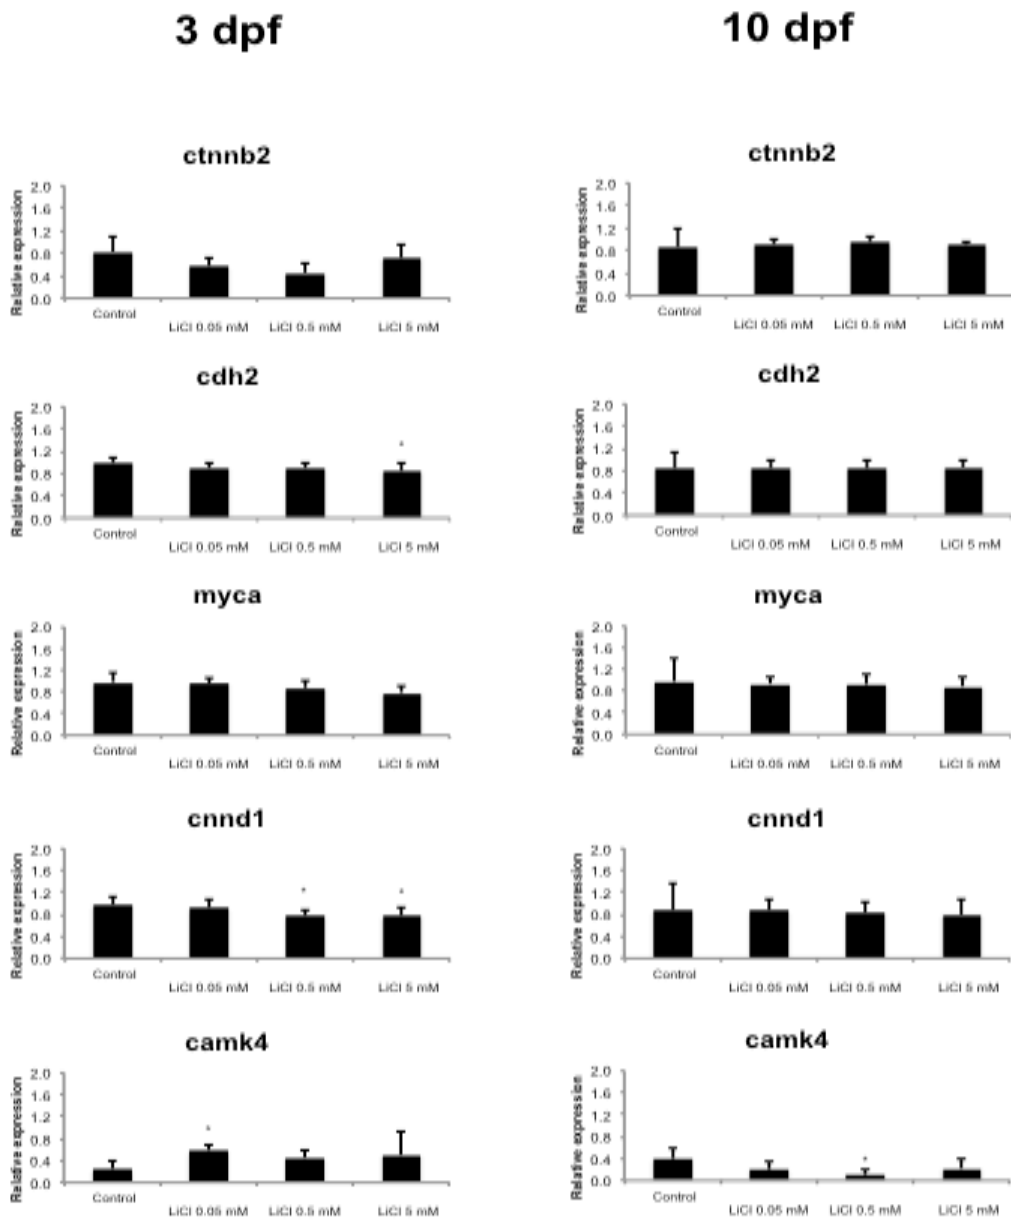 3 dpf
10 dpf
ctnnb2
Relative expression
2.0
1.6
1.2
0.8
0.4
0.0
Control
LiCl 0.05 mM
LiCl 0.5 mM
LiCl 5 mM
ctnnb2
Relative expression
2.0
1.6
1.2
0.8
0.4
0.0
Control
LiCl 0.05 mM
LiCl 0.5 mM
LiCl 5 mM
cdh2
Relative expression
2.0
1.6
1.2
0.8
0.4
0.0
*
Control
LiCl 0.05 mM
LiCl 0.5 mM
LiCl 5 mM
cdh2
Relative expression
2.0
1.6
1.2
0.8
0.4
0.0
Control
LiCl 0.05 mM
LiCl 0.5 mM
LiCl 5 mM
myca
Relative expression
2.0
1.6
1.2
0.8
0.4
0.0
Control
LiCl 0.05 mM
LiCl 0.5 mM
LiCl 5 mM
myca
Relative expression
2.0
1.6
1.2
0.8
0.4
0.0
Control
LiCl 0.05 mM
LiCl 0.5 mM
LiCl 5 mM
cnnd1
Relative expression
2.0
1.6
1.2
0.8
0.4
0.0
* *
Control
LiCl 0.05 mM
LiCl 0.5 mM
LiCl 5 mM
cnnd1
Relative expression
2.0
1.6
1.2
0.8
0.4
0.0
Control
LiCl 0.05 mM
LiCl 0.5 mM
LiCl 5 mM
camk4
Relative expression
2.0
1.6
1.2
0.8
0.4
0.0
*
Control
LiCl 0.05 mM
LiCl 0.5 mM
LiCl 5 mM
camk4
Relative expression
2.0
1.6
1.2
0.8
0.4
0.0
*
Control
LiCl 0.05 mM
LiCl 0.5 mM
LiCl 5 mM